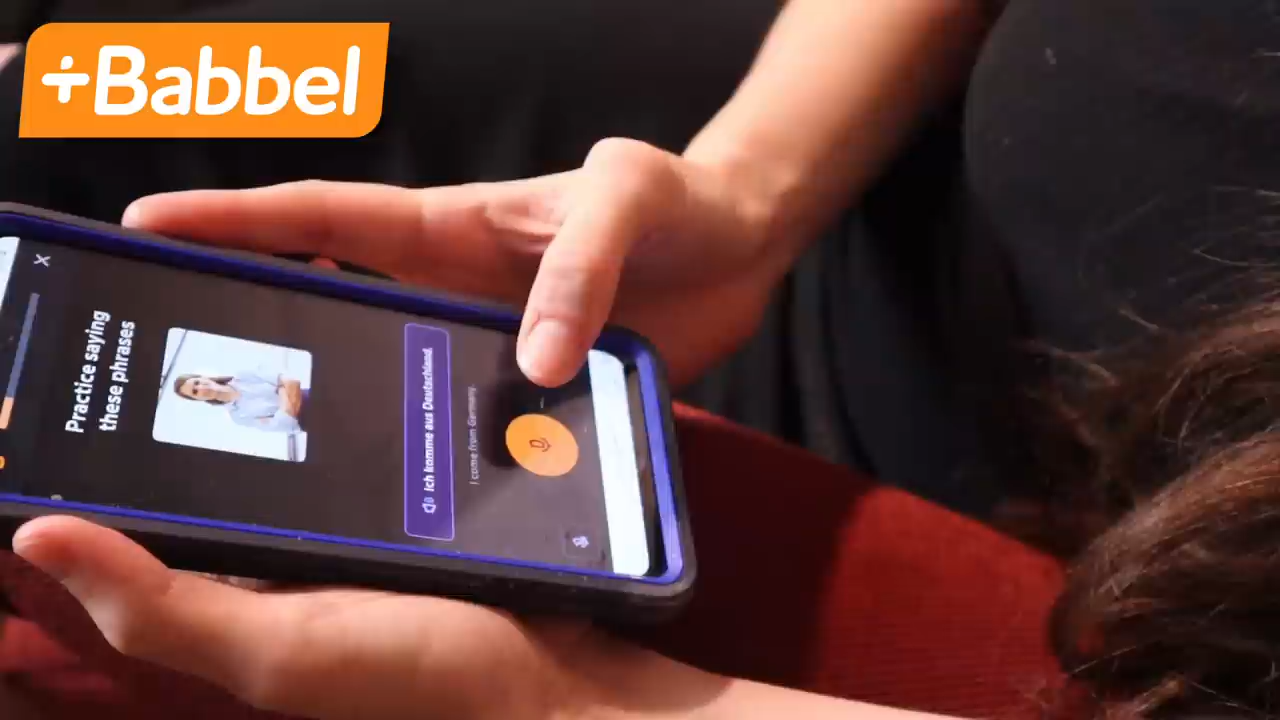 +Babbel
Practice saying
these phrases
Ich komme aus Deutschland.
I come from Germany.